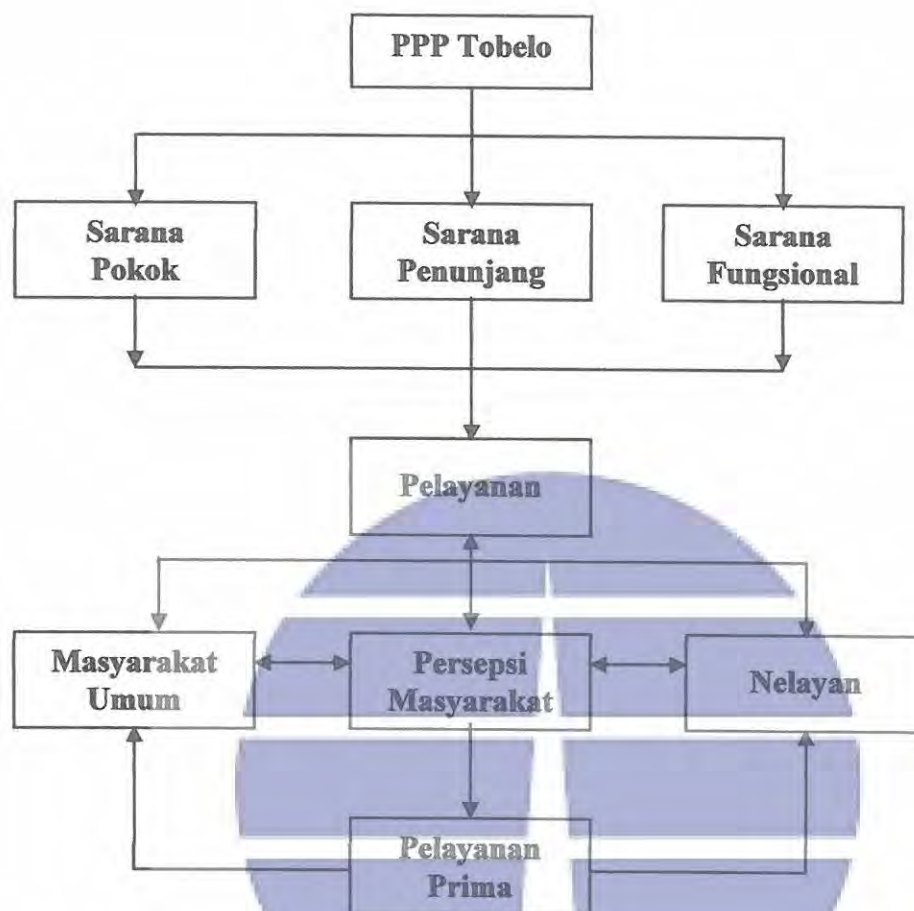 PPP Tobelo
Sarana
Pokok
Sarana
Penunjang
Sarana
Fungsional
Pelayanan
Masyarakat
Umum
Persepsi
Masyarakat
Nelayan
Pelayanan
Prima